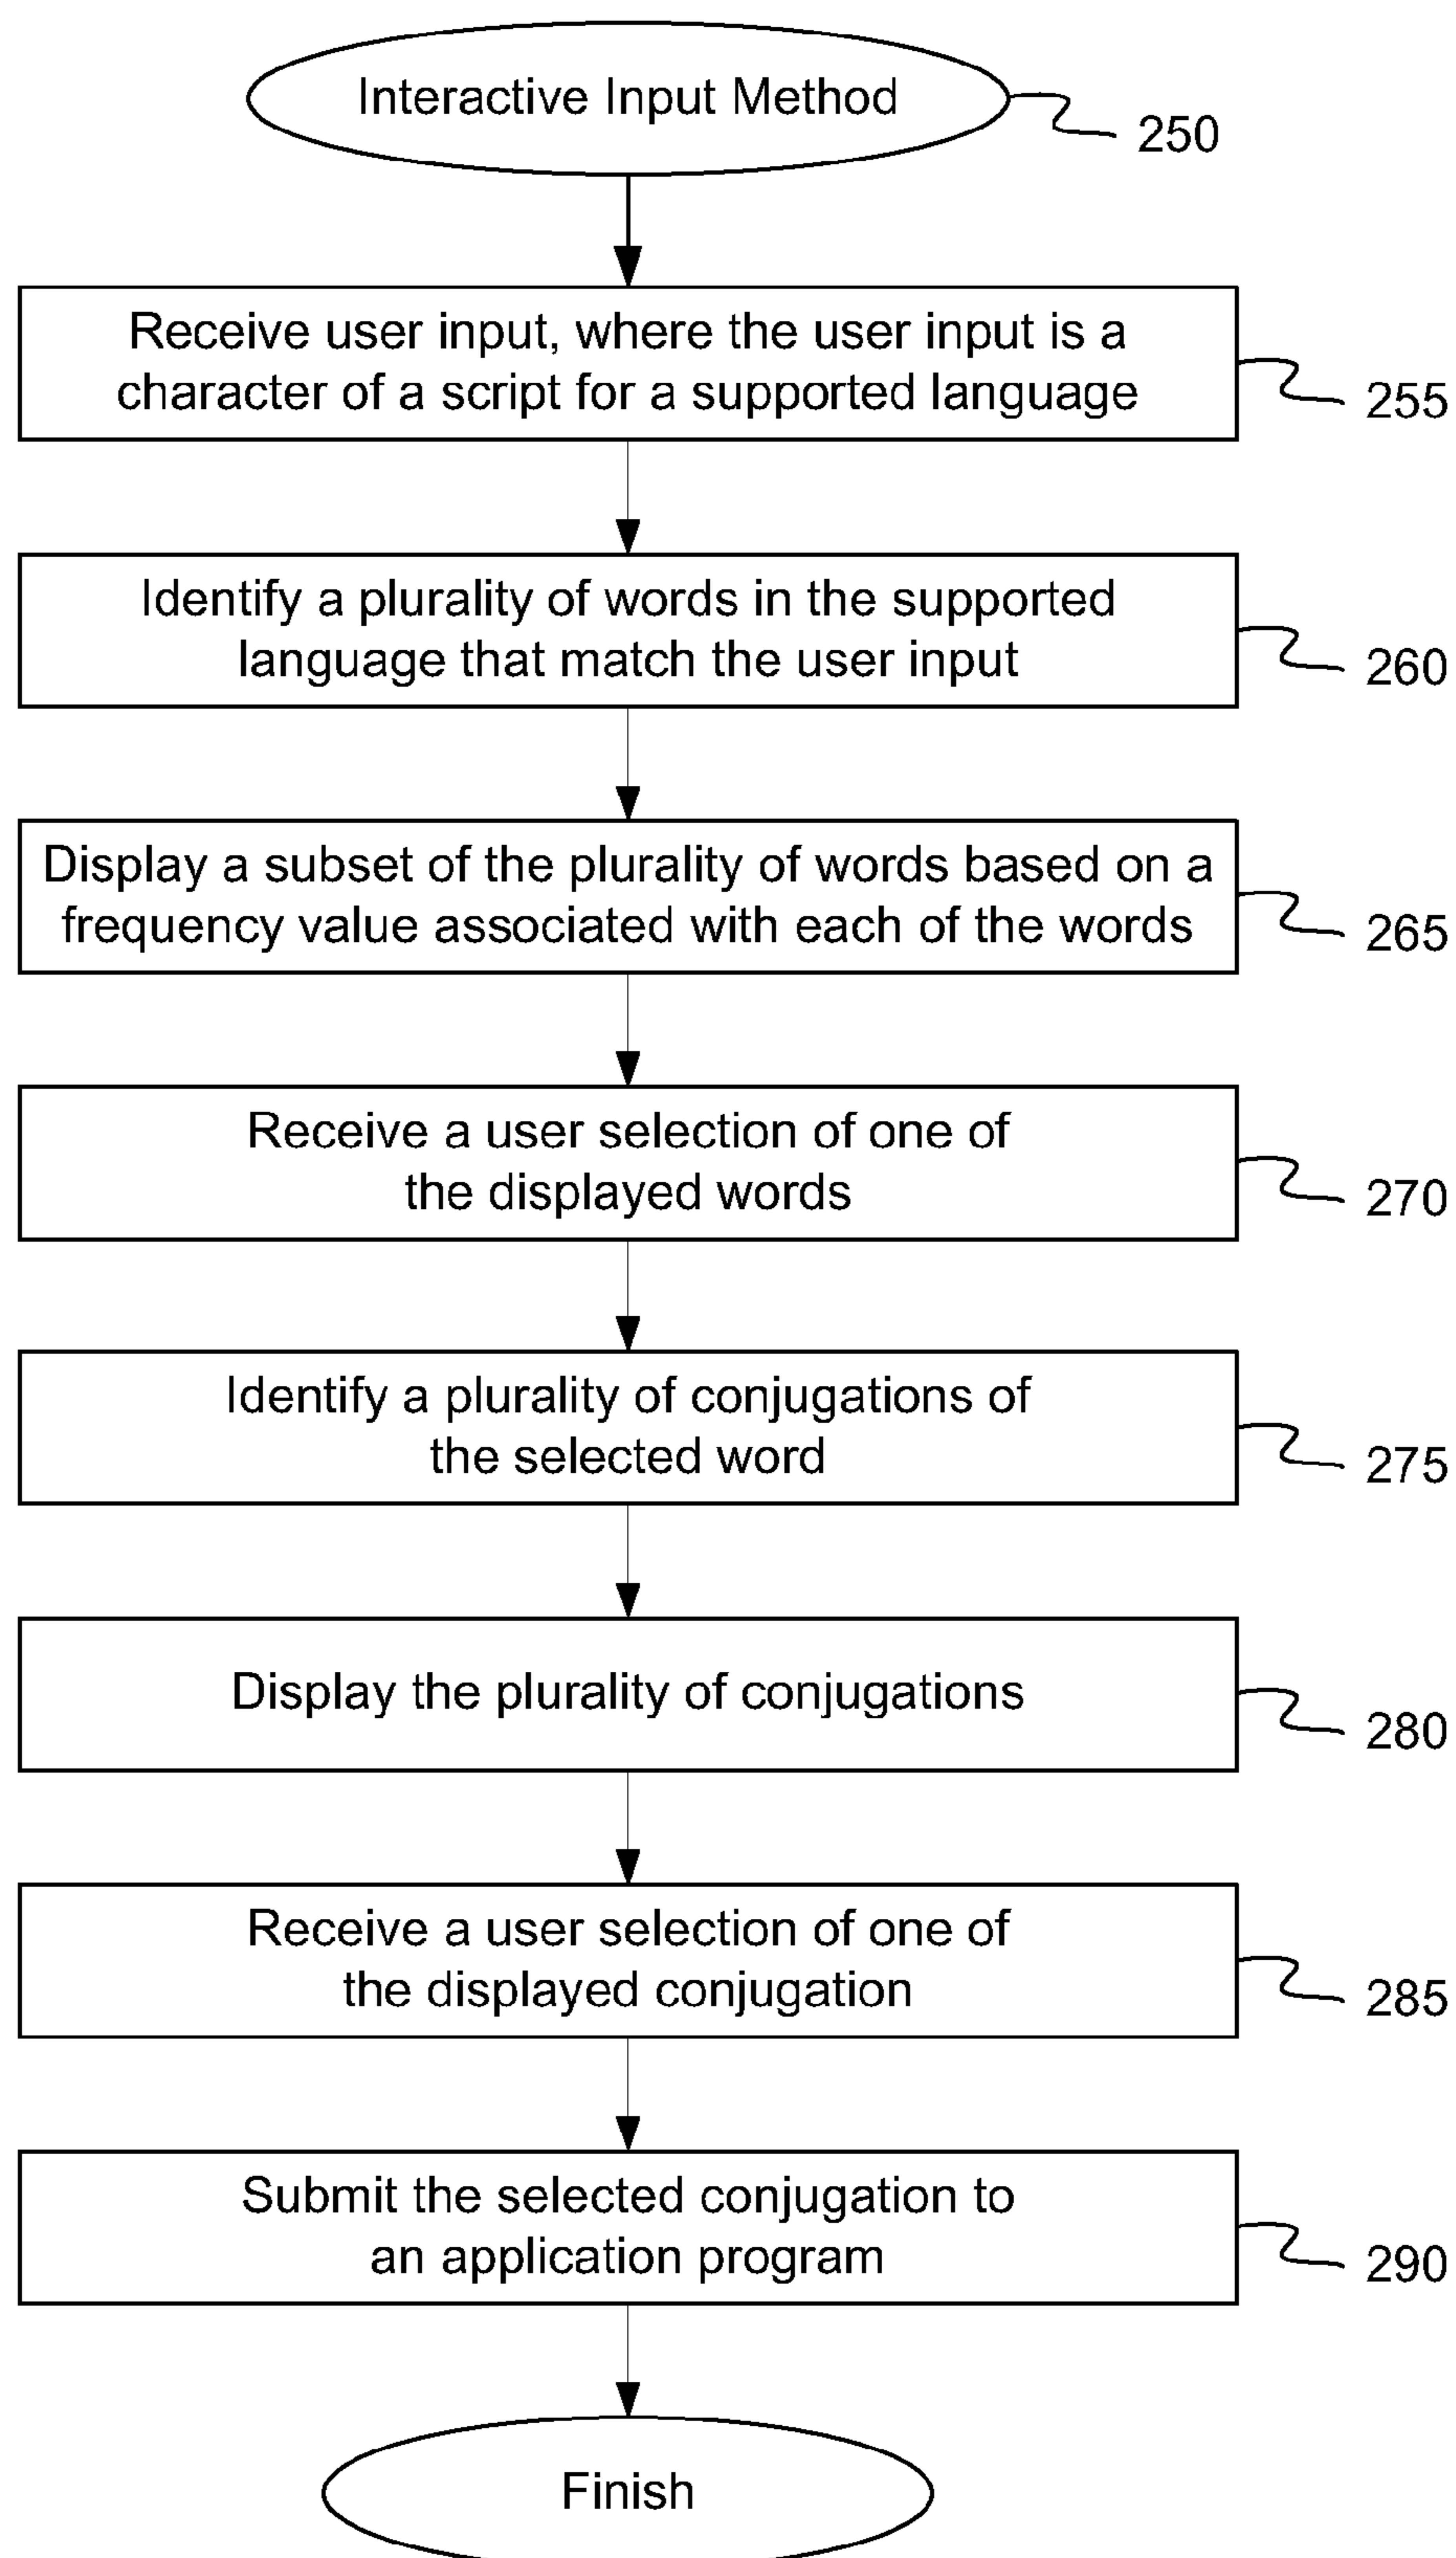 Interactive Input Method
250
Receive user input, where the user input is a
character of a script for a supported language
255
Identify a plurality of words in the supported
language that match the user input
260
Display a subset of the plurality of words based on a
frequency value associated with each of the words
265
Receive a user selection of one of
the displayed words
270
Identify a plurality of conjugations of
the selected word
275
Display the plurality of conjugations
280
Receive a user selection of one of
the displayed conjugation
285
Submit the selected conjugation to
an application program
290
Finish